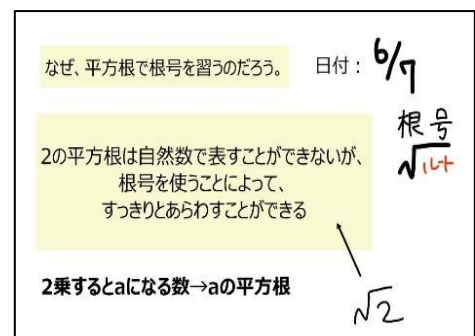 なぜ、平方根で根号を習うのだろう。
日付： 6/7
根号
√ルート
2の平方根は自然数で表すことができないが、
根号を使うことによって、
すっきりとあらわすことができる
2乗するとaになる数→aの平方根
√2